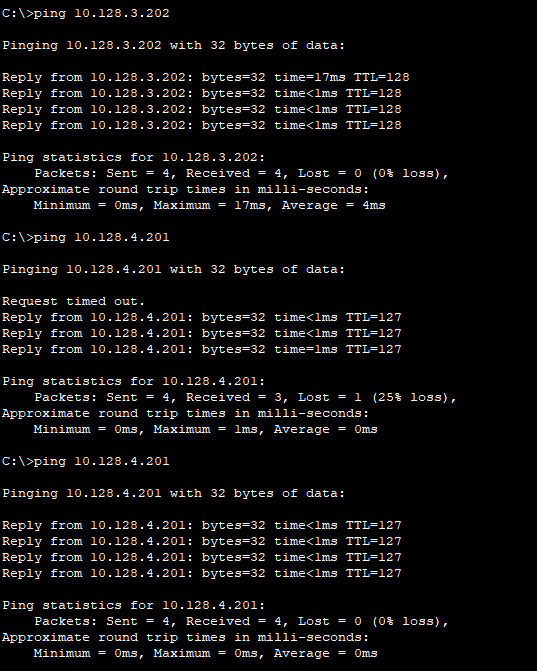 C:\>ping 10.128.3.202
Pinging 10.128.3.202 with 32 bytes of data:
Reply from 10.128.3.202: bytes=32 time=17ms TTL=128
Reply from 10.128.3.202: bytes=32 time<1ms TTL=128
Reply from 10.128.3.202: bytes=32 time<1ms TTL=128
Reply from 10.128.3.202: bytes=32 time<1ms TTL=128
Ping statistics for 10.128.3.202:
    Packets: Sent = 4, Received = 4, Lost = 0 (0% loss),
Approximate round trip times in milli-seconds:
    Minimum = 0ms, Maximum = 17ms, Average = 4ms
C:\>ping 10.128.4.201
Pinging 10.128.4.201 with 32 bytes of data:
Request timed out.
Reply from 10.128.4.201: bytes=32 time<1ms TTL=127
Reply from 10.128.4.201: bytes=32 time<1ms TTL=127
Reply from 10.128.4.201: bytes=32 time=1ms TTL=127
Ping statistics for 10.128.4.201:
    Packets: Sent = 4, Received = 3, Lost = 1 (25% loss),
Approximate round trip times in milli-seconds:
    Minimum = 0ms, Maximum = 1ms, Average = 0ms
C:\>ping 10.128.4.201
Pinging 10.128.4.201 with 32 bytes of data:
Reply from 10.128.4.201: bytes=32 time<1ms TTL=127
Reply from 10.128.4.201: bytes=32 time<1ms TTL=127
Reply from 10.128.4.201: bytes=32 time<1ms TTL=127
Reply from 10.128.4.201: bytes=32 time<1ms TTL=127
Ping statistics for 10.128.4.201:
    Packets: Sent = 4, Received = 4, Lost = 0 (0% loss),
Approximate round trip times in milli-seconds:
    Minimum = 0ms, Maximum = 0ms, Average = 0ms